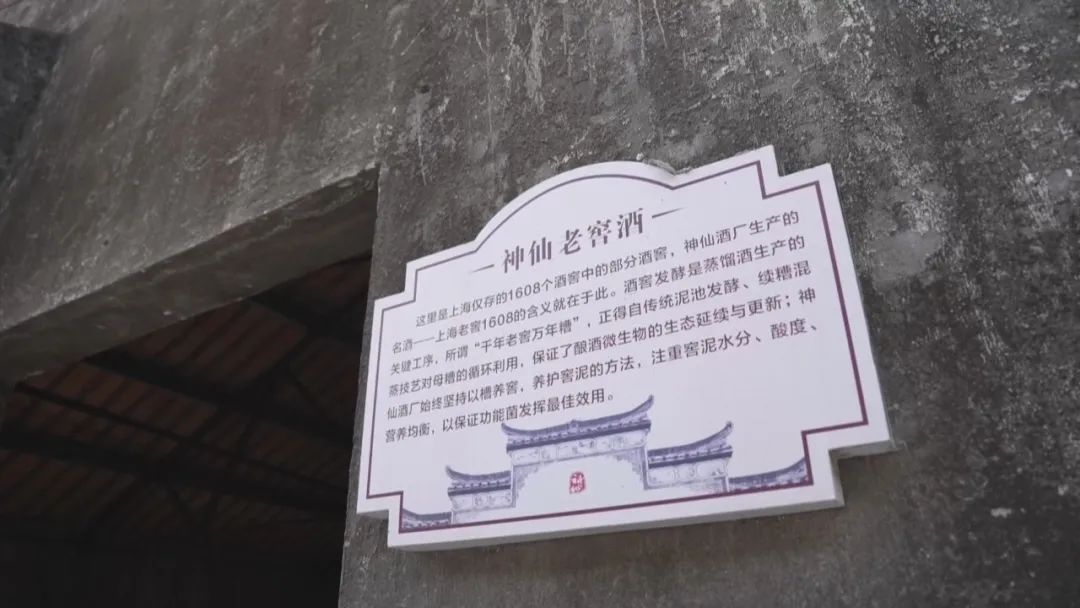 神仙老窖酒
这里是上海仅存的1608个酒窖中的部分酒窖，神仙酒厂生产的
名酒——上海老窖1608的含义就在于此。酒窖发酵是蒸馏酒生产的
关键工序，所谓“千年老窖万年槽”，正得自传统泥池发酵、续糟混
蒸技艺对母槽的循环利用，保证了酿酒微生物的生态延续与更新；神
仙酒厂始终坚持以槽养窖，养护窖泥的方法，注重窖泥水分、酸度、
营养均衡，以保证功能菌发挥最佳效用。